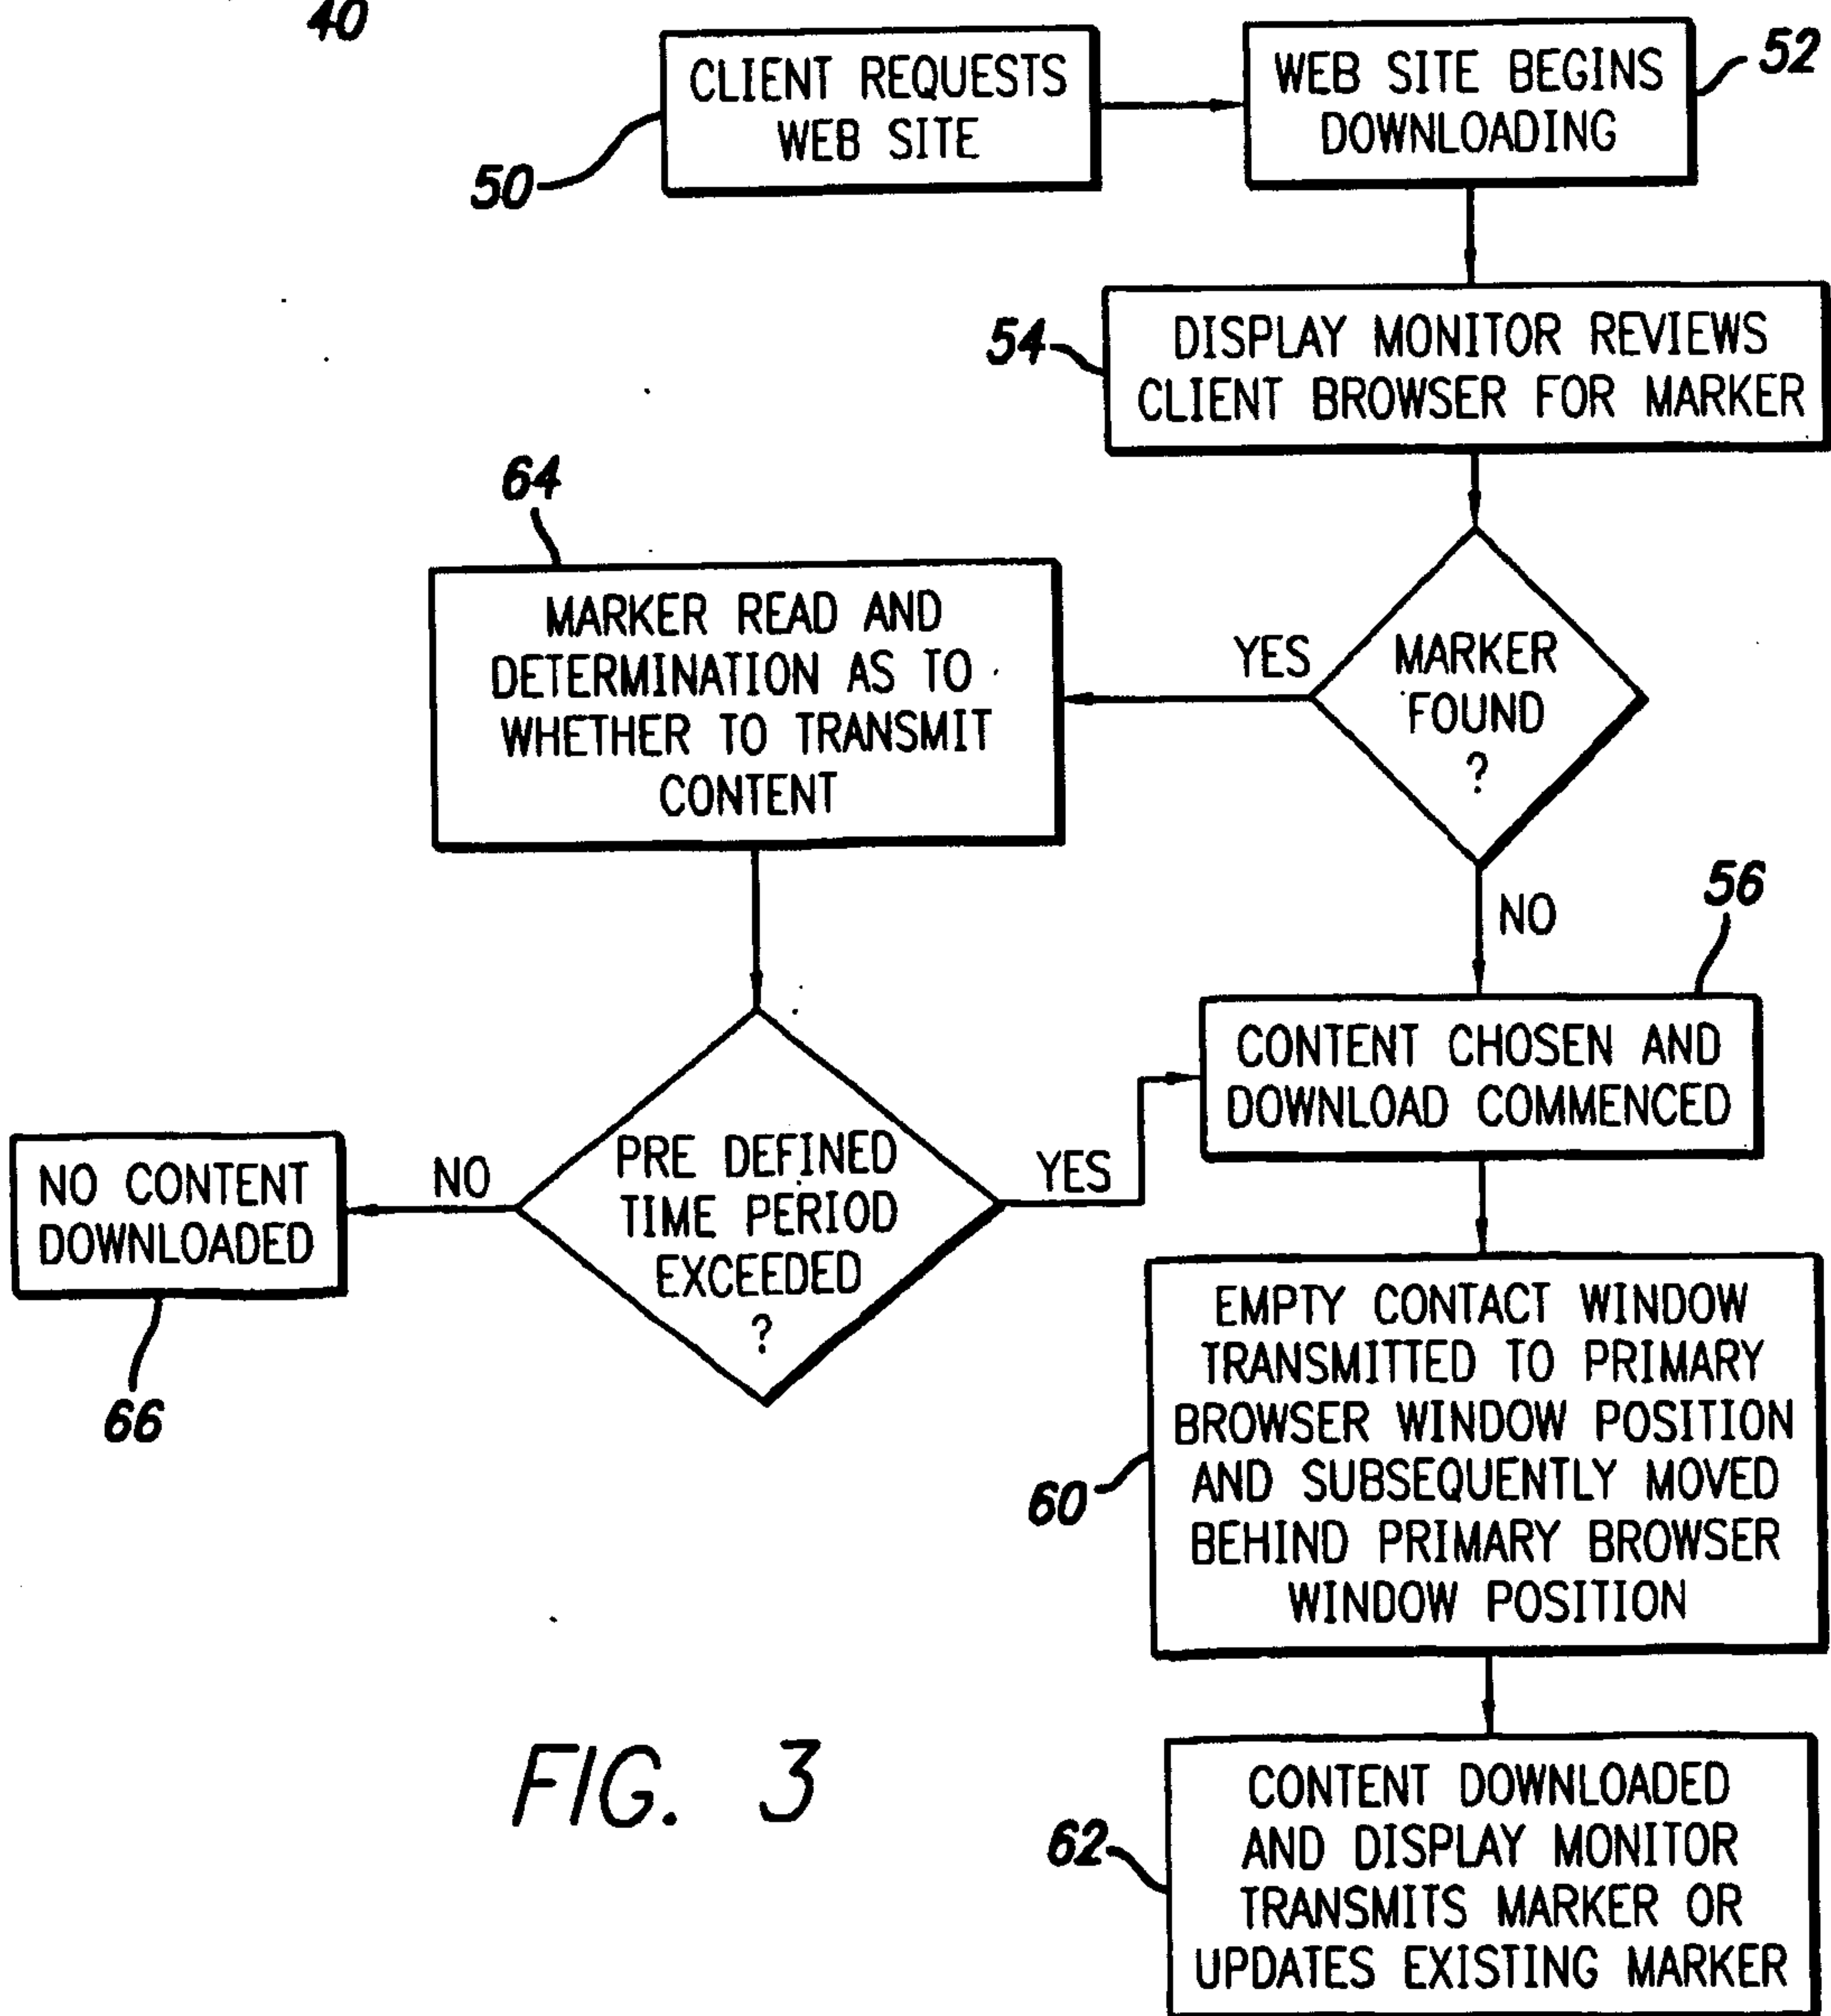 40
CLIENT REQUESTS
WEB SITE
50
WEB SITE BEGINS
DOWNLOADING
52
DISPLAY MONITOR REVIEWS
CLIENT BROWSER FOR MARKER
54
MARKER
FOUND
?
YES
NO
64
MARKER READ AND
DETERMINATION AS TO
WHETHER TO TRANSMIT
CONTENT
PRE DEFINED
TIME PERIOD
EXCEEDED
?
NO
YES
NO CONTENT
DOWNLOADED
66
56
CONTENT CHOSEN AND
DOWNLOAD COMMENCED
EMPTY CONTACT WINDOW
TRANSMITTED TO PRIMARY
BROWSER WINDOW POSITION
AND SUBSEQUENTLY MOVED
BEHIND PRIMARY BROWSER
WINDOW POSITION
60
CONTENT DOWNLOADED
AND DISPLAY MONITOR
TRANSMITS MARKER OR
UPDATES EXISTING MARKER
62
FIG. 3